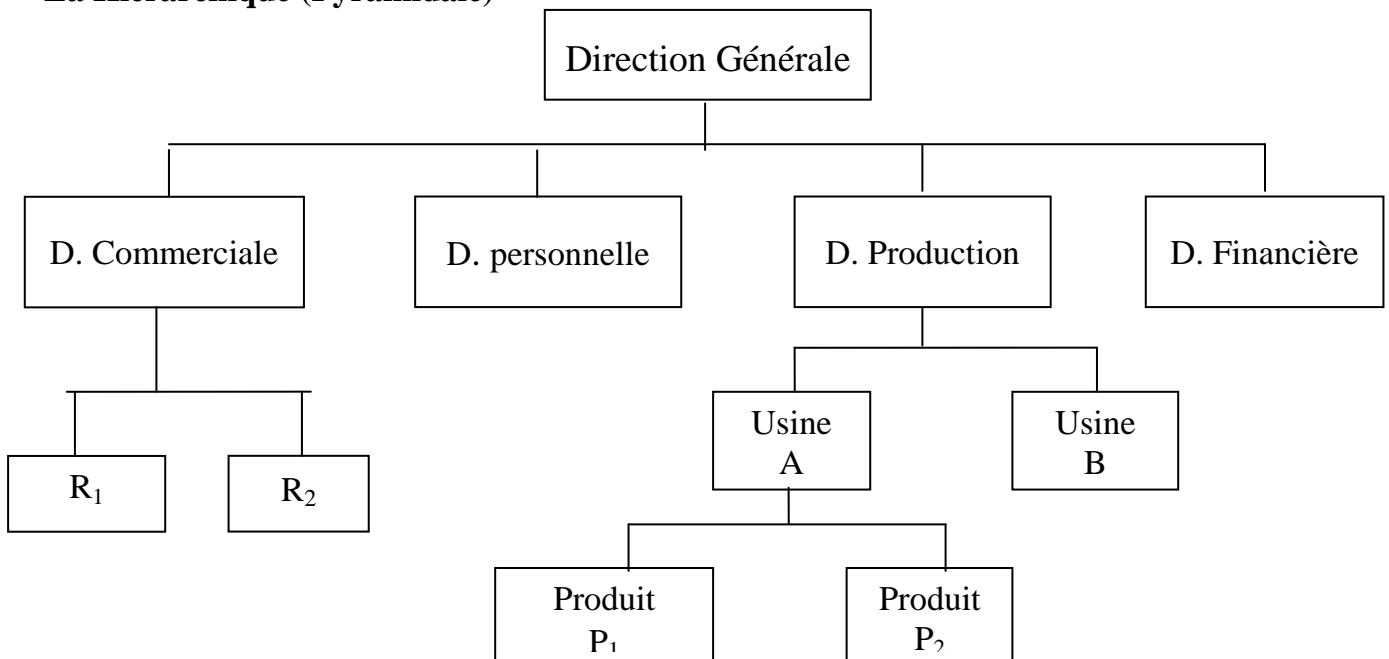 Direction Générale
D. Commerciale
D. personnelle
D. Production
D. Financière
Usine
A
Usine
B
R₁
R₂
Produit
P₁
Produit
P₂